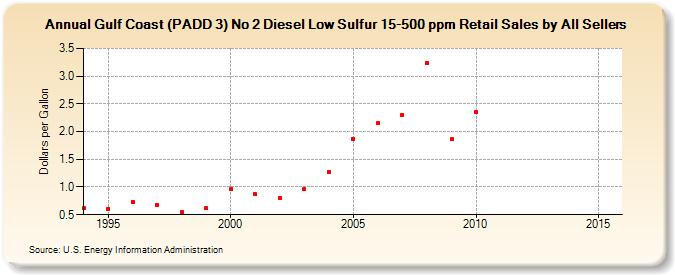 Annual Gulf Coast (PADD 3) No 2 Diesel Low Sulfur 15-500 ppm Retail Sales by All Sellers
Dollars per Gallon
3.5
3.0
2.5
2.0
1.5
1.0
0.5
1995 2000 2005 2010 2015
Source: U.S. Energy Information Administration